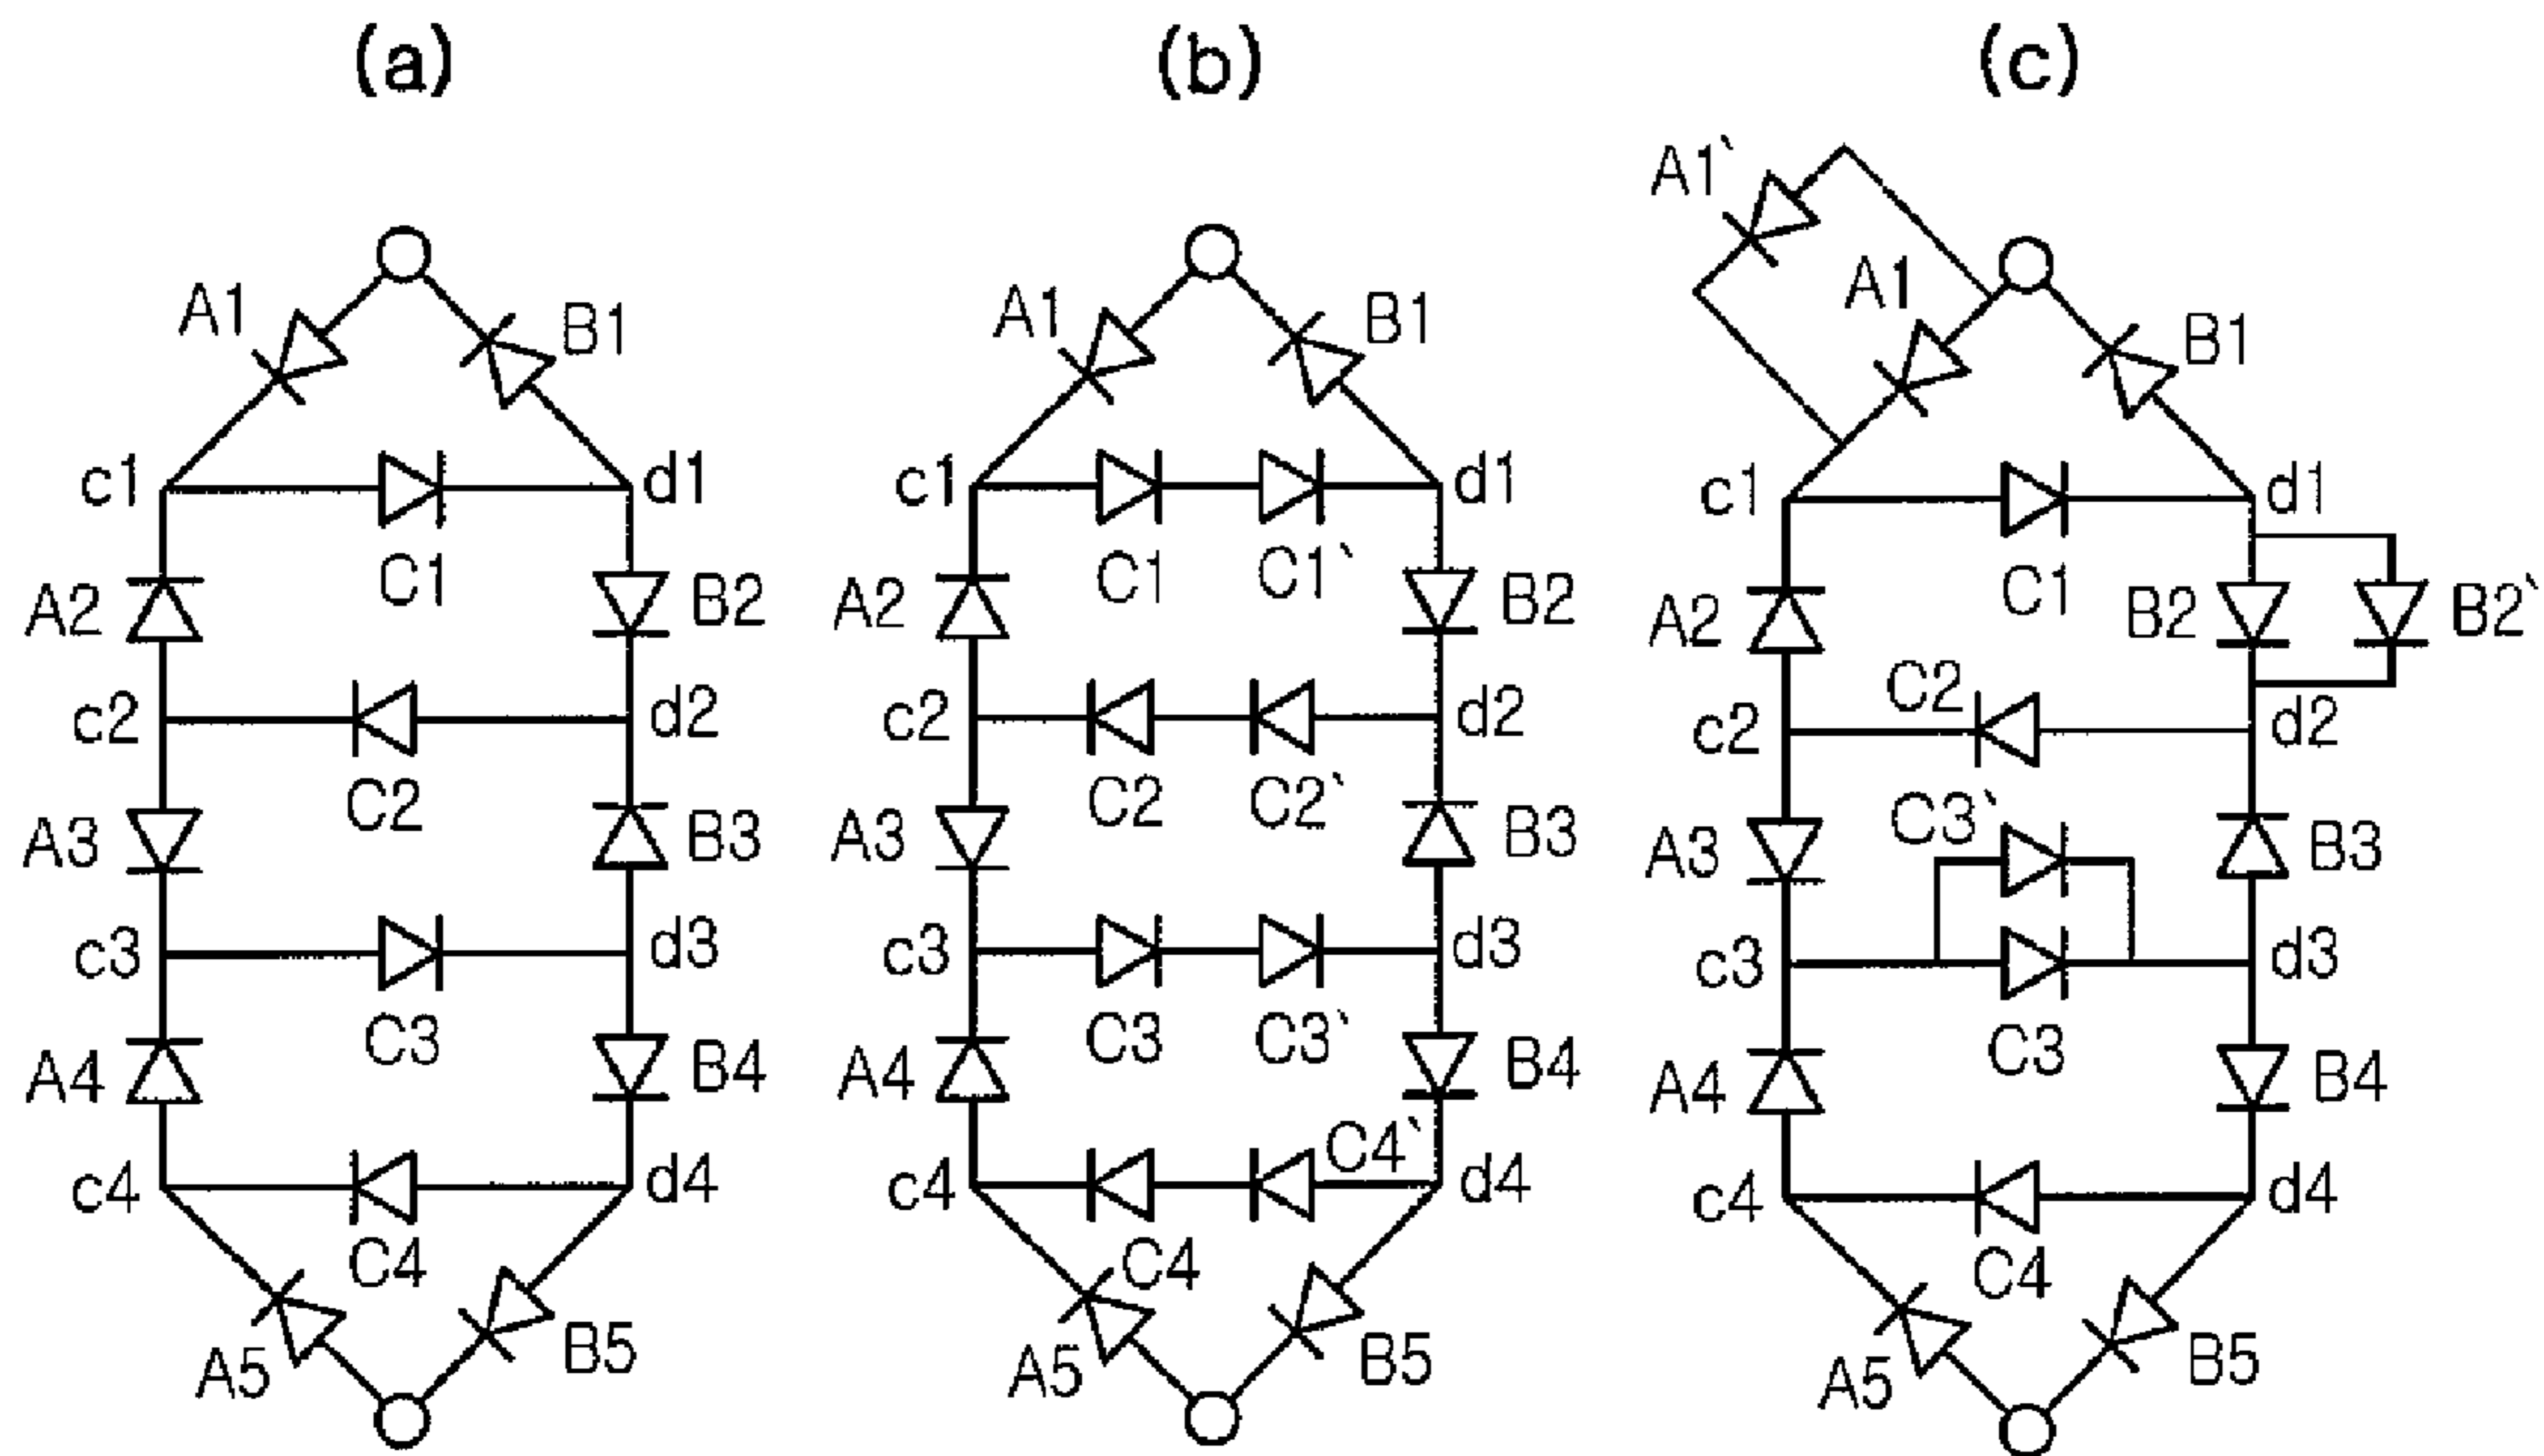 (a) (b) (c)
A1 B1
c1 d1
C1
A2 B2
c2 d2
C2
A3 B3
c3 d3
C3
A4 B4
c4 d4
C4
A5 B5
A1 B1
c1 d1
C1 C1`
A2 B2
c2 d2
C2 C2`
A3 B3
c3 d3
C3 C3`
A4 B4
C4`
c4 d4
C4
A5 B5
A1`
A1 B1
c1 d1
C1
A2 B2 B2`
C2
c2 d2
C3`
A3 B3
c3 d3
C3
A4 B4
c4 d4
C4
A5 B5